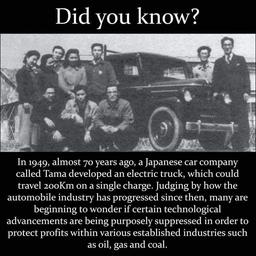 Did you know?
In 1949, almost 70 years ago, a Japanese car company
called Tama developed an electric truck, which could
travel 200Km on a single charge. Judging by how the
automobile industry has progressed since then, many are
beginning to wonder if certain technological
advancements are being purposely suppressed in order to
protect profits within various established industries such
as oil, gas and coal.